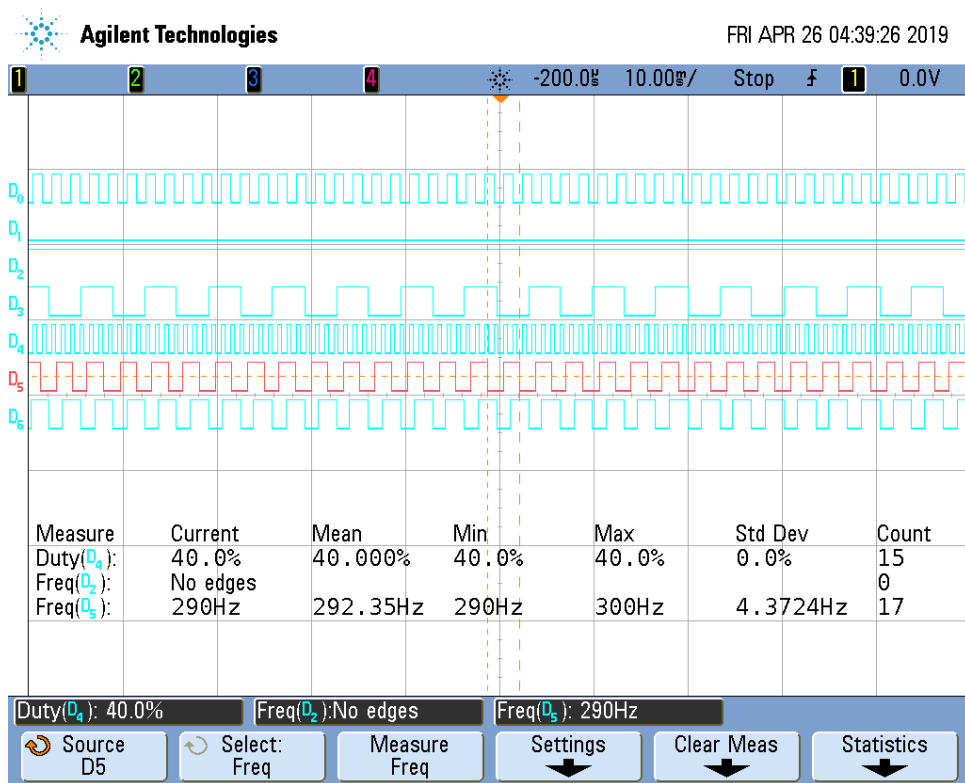 Agilent Technologies FRI APR 26 04:39:26 2019
1 2 3 4 -200.0µs 10.00ms/ Stop 1 0.0V
D0
D1
D2
D3
D4
D5
D6
Measure Current Mean Min Max Std Dev Count
Duty(D4): 40.0% 40.000% 40.0% 40.0% 0.0% 15
Freq(D2): No edges 0
Freq(D5): 290Hz 292.35Hz 290Hz 300Hz 4.3724Hz 17
Duty(D4): 40.0% Freq(D2):No edges Freq(D5): 290Hz
Source Select: Measure Settings Clear Meas Statistics
D5 Freq Freq